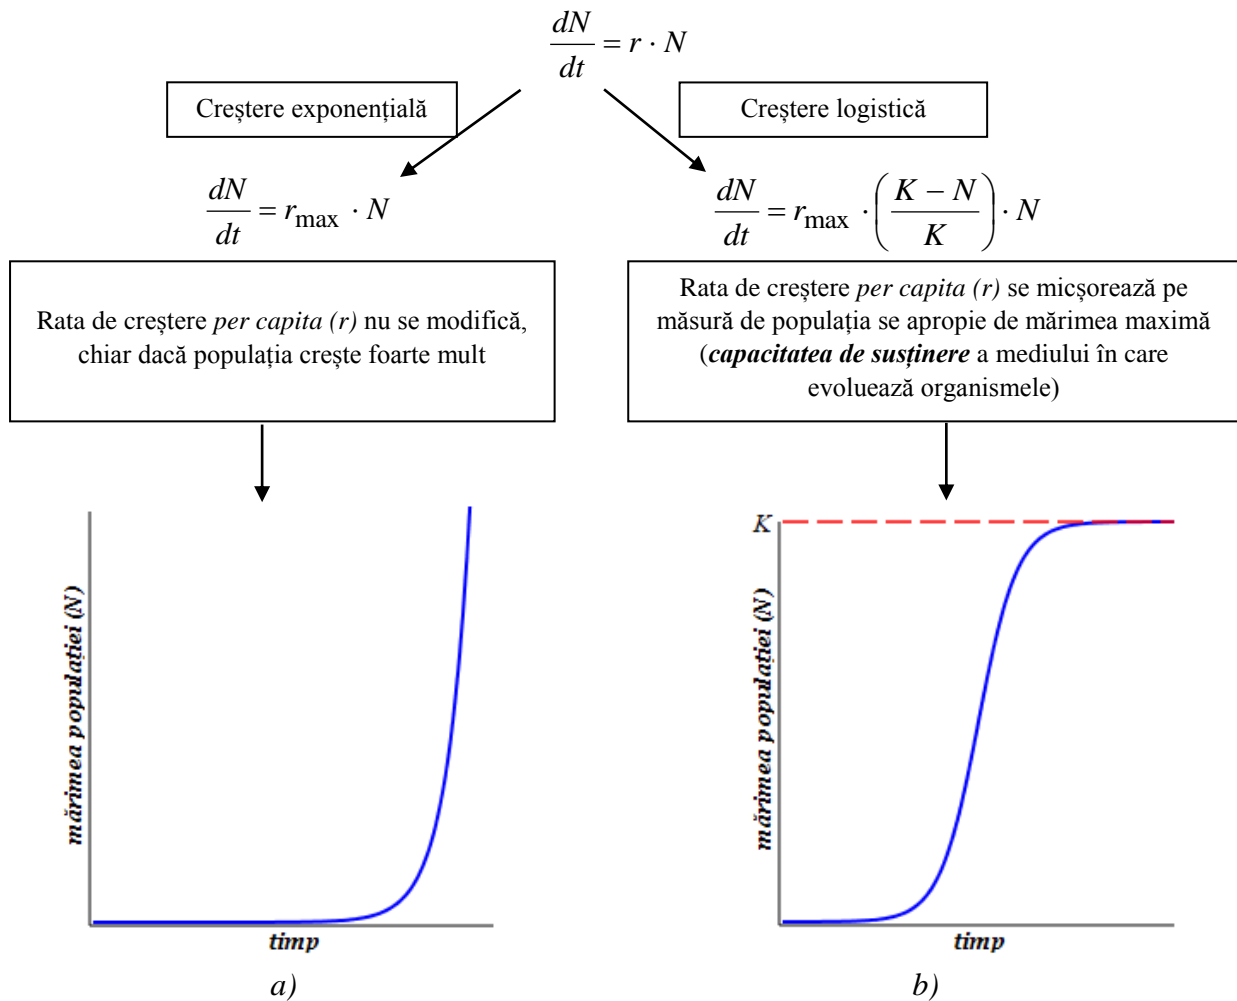 dN/dt = r · N
Creștere exponențială
Creștere logistică
dN/dt = r_max · N
dN/dt = r_max · ((K − N)/K) · N
Rata de creștere per capita (r) nu se modifică,
chiar dacă populația crește foarte mult
Rata de creștere per capita (r) se micșorează pe
măsură de populația se apropie de mărimea maximă
(capacitatea de susținere a mediului în care
evoluează organismele)
mărimea populației (N)
timp
a)
K
mărimea populației (N)
timp
b)